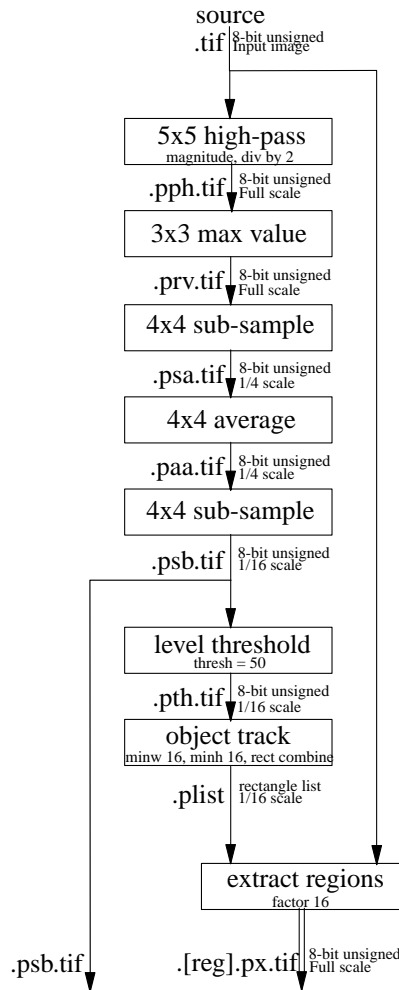 source
.tif
8-bit unsigned
Input image
5x5 high-pass
magnitude, div by 2
.pph.tif
8-bit unsigned
Full scale
3x3 max value
.prv.tif
8-bit unsigned
Full scale
4x4 sub-sample
.psa.tif
8-bit unsigned
1/4 scale
4x4 average
.paa.tif
8-bit unsigned
1/4 scale
4x4 sub-sample
.psb.tif
8-bit unsigned
1/16 scale
level threshold
thresh = 50
.pth.tif
8-bit unsigned
1/16 scale
object track
minw 16, minh 16, rect combine
.plist
rectangle list
1/16 scale
extract regions
factor 16
.psb.tif
.[reg].px.tif
8-bit unsigned
Full scale